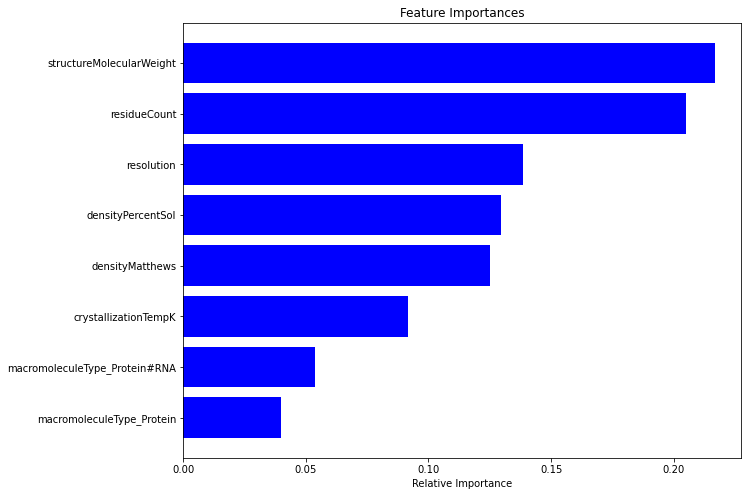 Feature Importances
structureMolecularWeight
residueCount
resolution
densityPercentSol
densityMatthews
crystallizationTempK
macromoleculeType_Protein#RNA
macromoleculeType_Protein
0.00 0.05 0.10 0.15 0.20
Relative Importance